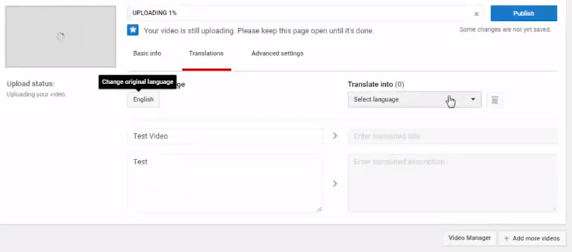 UPLOADING 1%
×
Publish
Your video is still uploading. Please keep this page open until it's done.
Some changes are not yet saved.
Basic info
Translations
Advanced settings
Upload status:
Uploading your video.
Change original language
Translate into (0)
English
Select language
Test Video
Enter translated title
Test
Enter translated description
Video Manager
+ Add more videos